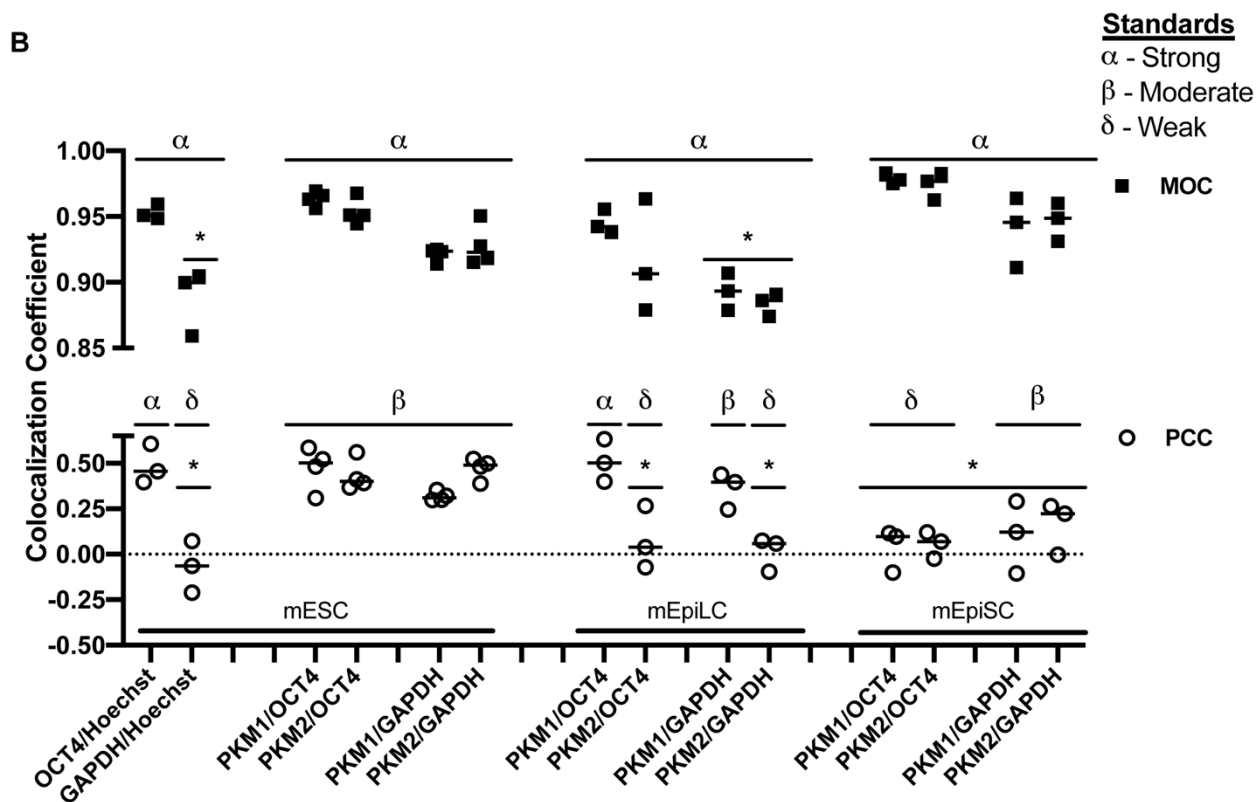 B
Standards
α - Strong
β - Moderate
δ - Weak
α α α α
1.00
■ MOC
0.95
* *
0.90
0.85
Colocalization Coefficient
α δ β α δ β δ δ β
○ PCC
0.50
* * * *
0.25
0.00
-0.25
mESC mEpiLC mEpiSC
-0.50
OCT4/Hoechst
GAPDH/Hoechst
PKM1/OCT4
PKM2/OCT4
PKM1/GAPDH
PKM2/GAPDH
PKM1/OCT4
PKM2/OCT4
PKM1/GAPDH
PKM2/GAPDH
PKM1/OCT4
PKM2/OCT4
PKM1/GAPDH
PKM2/GAPDH